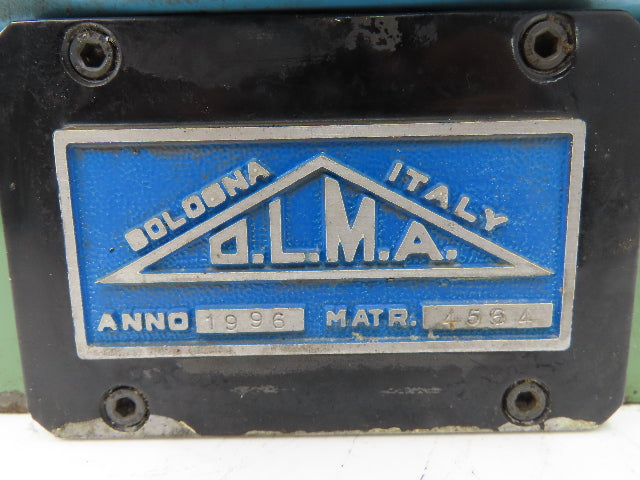 BOLOGNA ITALY
O.L.M.A.
ANNO 1996 MATR. 4564